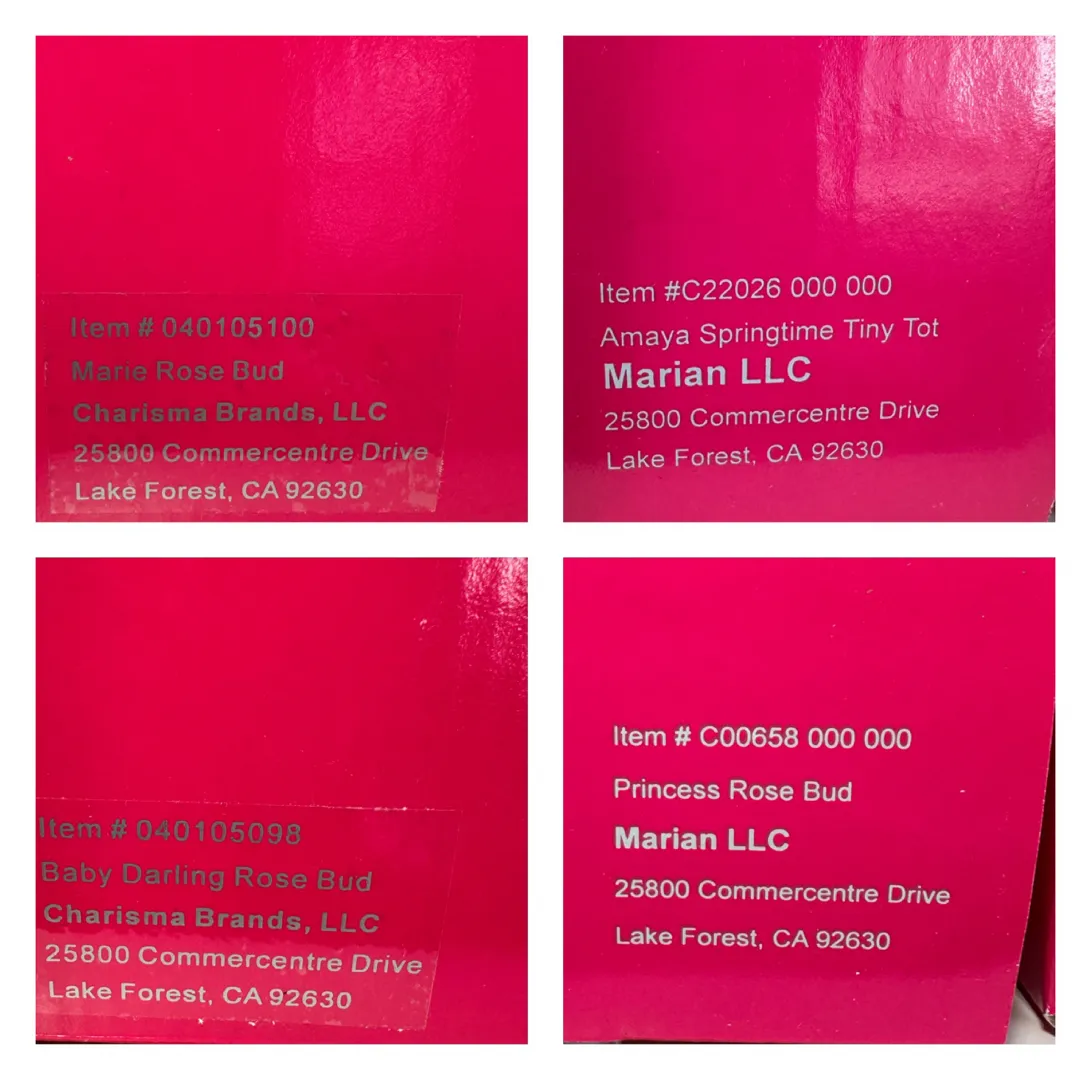 Item # 040105100
Marie Rose Bud
Charisma Brands, LLC
25800 Commercentre Drive
Lake Forest, CA 92630
Item #C22026 000 000
Amaya Springtime Tiny Tot
Marian LLC
25800 Commercentre Drive
Lake Forest, CA 92630
Item # 040105098
Baby Darling Rose Bud
Charisma Brands, LLC
25800 Commercentre Drive
Lake Forest, CA 92630
Item # C00658 000 000
Princess Rose Bud
Marian LLC
25800 Commercentre Drive
Lake Forest, CA 92630